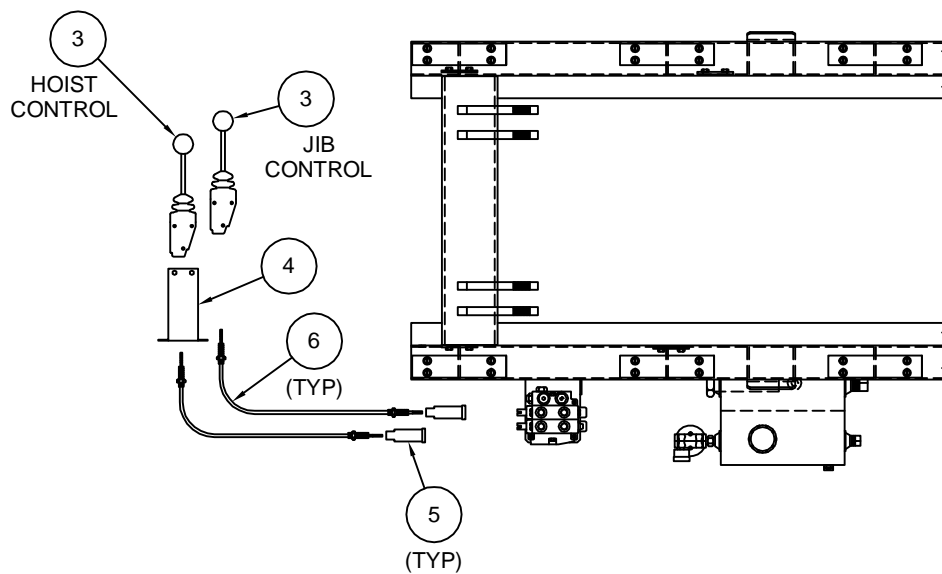 3
HOIST
CONTROL
3
JIB
CONTROL
4
6
(TYP)
5
(TYP)